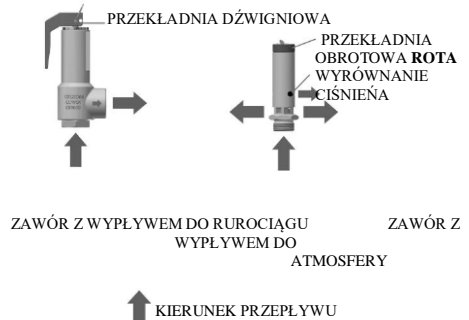 PRZEKŁADNIA DŹWIGNIOWA
PRZEKŁADNIA
OBROTOWA ROTA
WYRÓWNANIE
CIŚNIEŃA
ZAWÓR Z WYPŁYWEM DO RUROCIĄGU ZAWÓR Z
WYPŁYWEM DO
ATMOSFERY
KIERUNEK PRZEPŁYWU